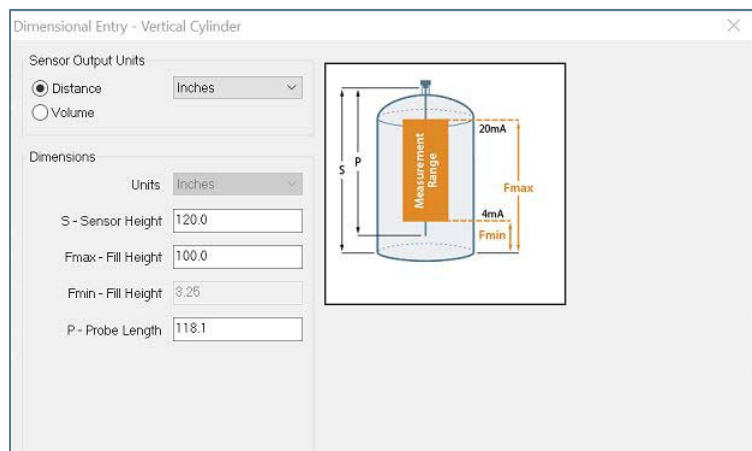 Dimensional Entry - Vertical Cylinder
Sensor Output Units
Distance
Inches
Volume
Dimensions
Units
Inches
S - Sensor Height
120.0
Fmax - Fill Height
100.0
Fmin - Fill Height
3.25
P - Probe Length
118.1
20mA
S
P
Measurement
Range
Fmax
4mA
Fmin